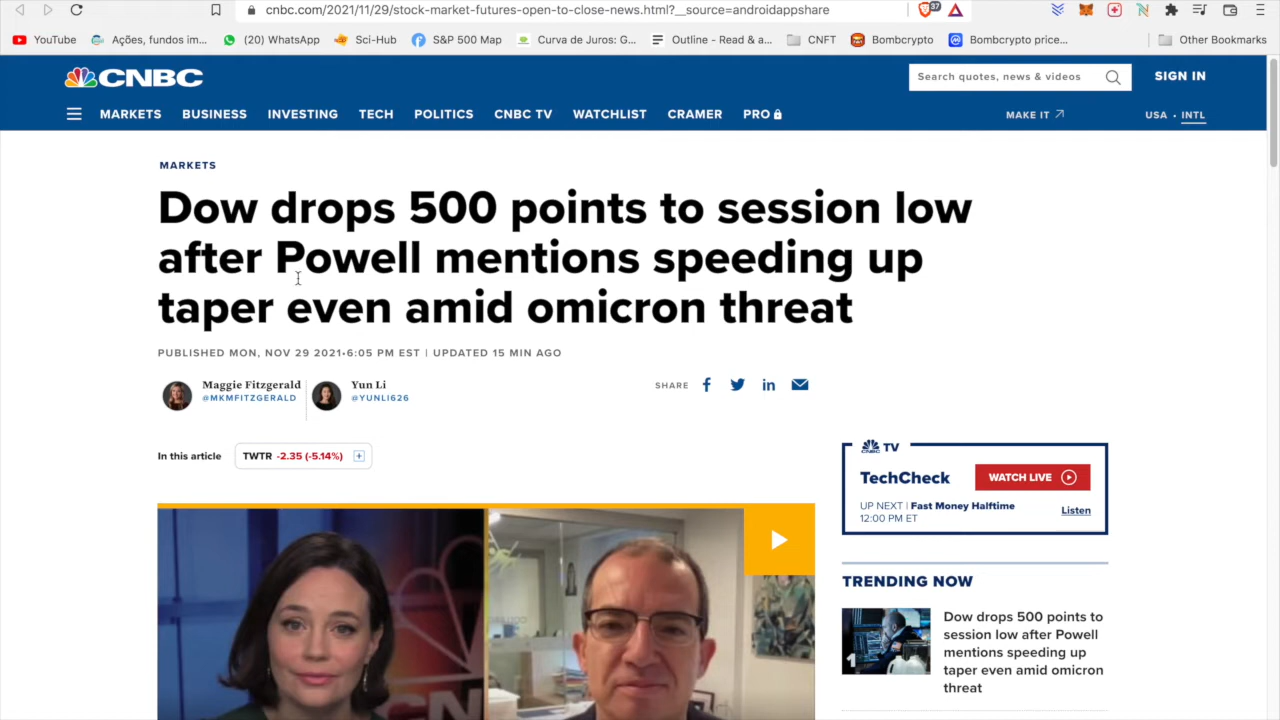 cnbc.com/2021/11/29/stock-market-futures-open-to-close-news.html?__source=androidappshare
37
YouTube
Ações, fundos im...
(20) WhatsApp
Sci-Hub
S&P 500 Map
Curva de Juros: G...
Outline - Read & a...
CNFT
Bombcrypto
Bombcrypto price...
Other Bookmarks
CNBC
Search quotes, news & videos
SIGN IN
MARKETS BUSINESS INVESTING TECH POLITICS CNBC TV WATCHLIST CRAMER PRO
MAKE IT
USA • INTL
MARKETS
Dow drops 500 points to session low
after Powell mentions speeding up
taper even amid omicron threat
PUBLISHED MON, NOV 29 2021•6:05 PM EST | UPDATED 15 MIN AGO
Maggie Fitzgerald
@MKMFITZGERALD
Yun Li
@YUNLI626
SHARE
In this article
TWTR -2.35 (-5.14%)
CNBC TV
TechCheck
WATCH LIVE
UP NEXT | Fast Money Halftime
12:00 PM ET
Listen
TRENDING NOW
1
Dow drops 500 points to
session low after Powell
mentions speeding up
taper even amid omicron
threat